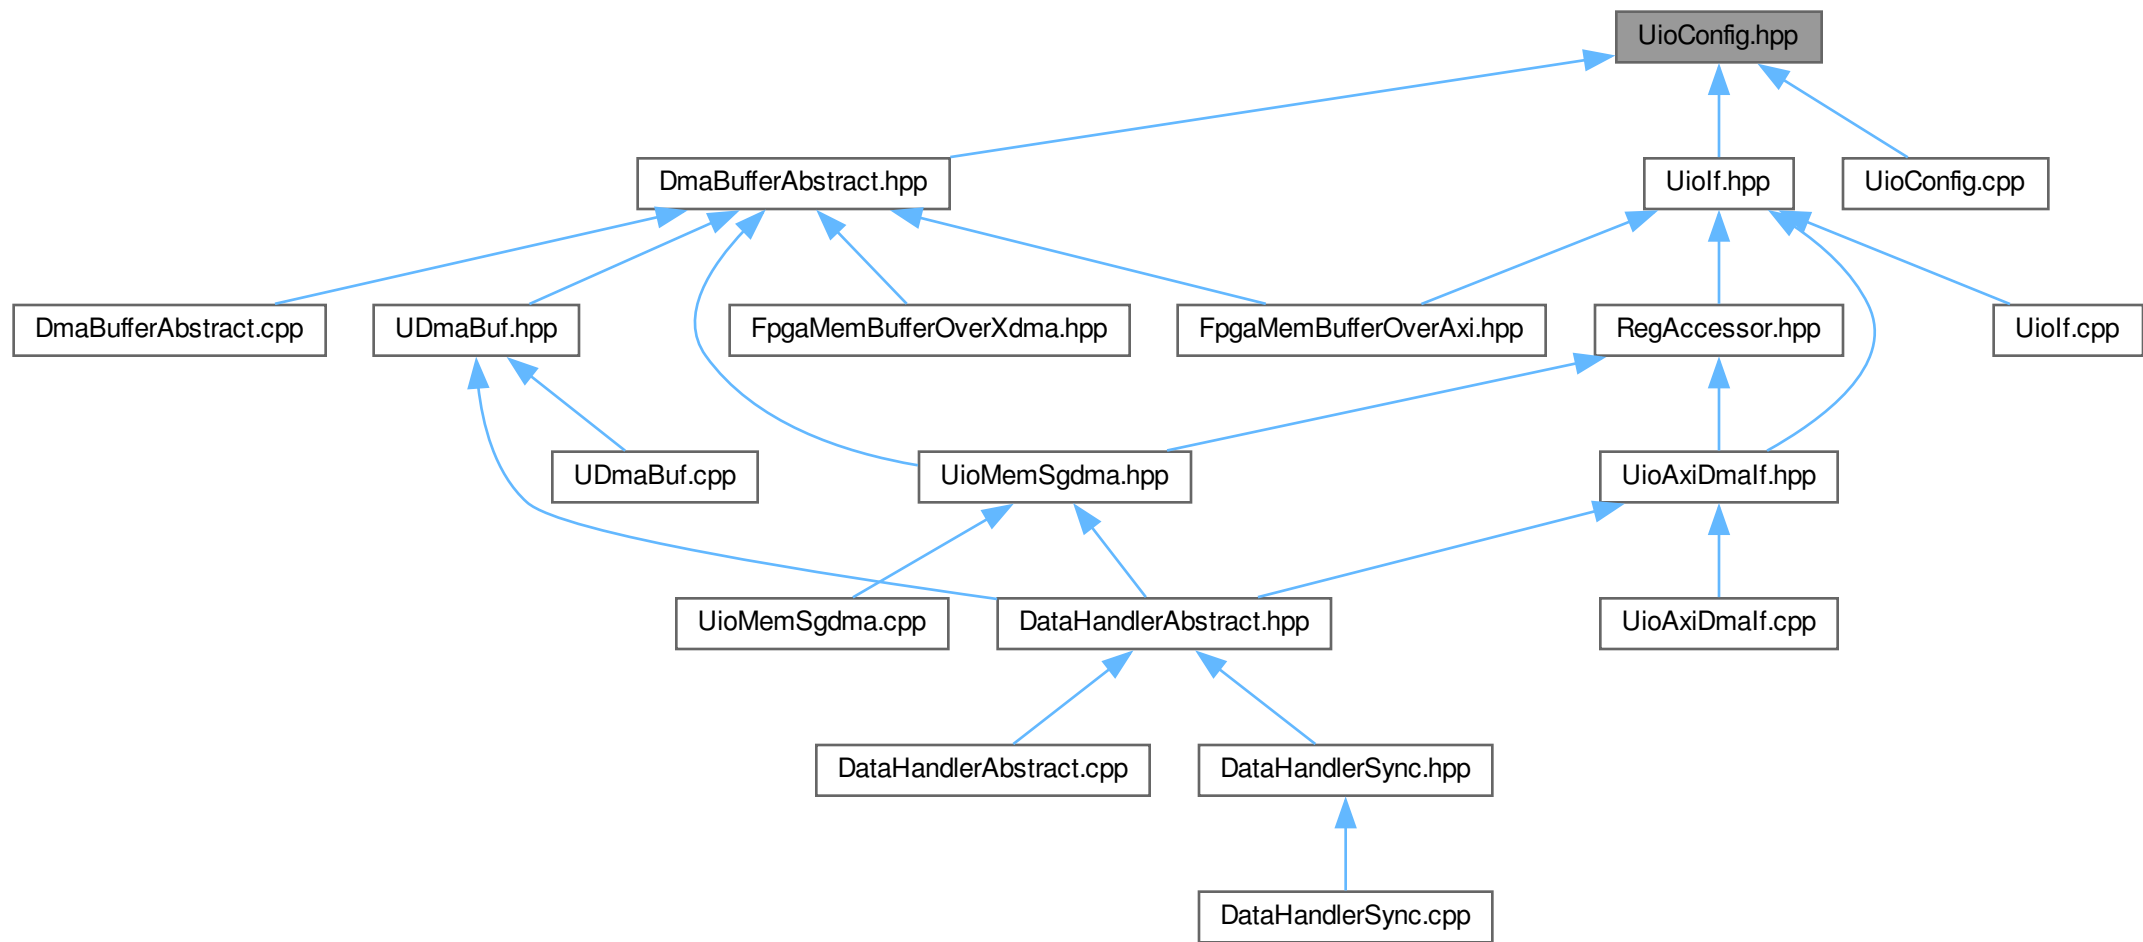 UioConfig.hpp
DmaBufferAbstract.hpp
UioIf.hpp
UioConfig.cpp
DmaBufferAbstract.cpp
UDmaBuf.hpp
FpgaMemBufferOverXdma.hpp
FpgaMemBufferOverAxi.hpp
RegAccessor.hpp
UioIf.cpp
UDmaBuf.cpp
UioMemSgdma.hpp
UioAxiDmaIf.hpp
UioMemSgdma.cpp
DataHandlerAbstract.hpp
UioAxiDmaIf.cpp
DataHandlerAbstract.cpp
DataHandlerSync.hpp
DataHandlerSync.cpp